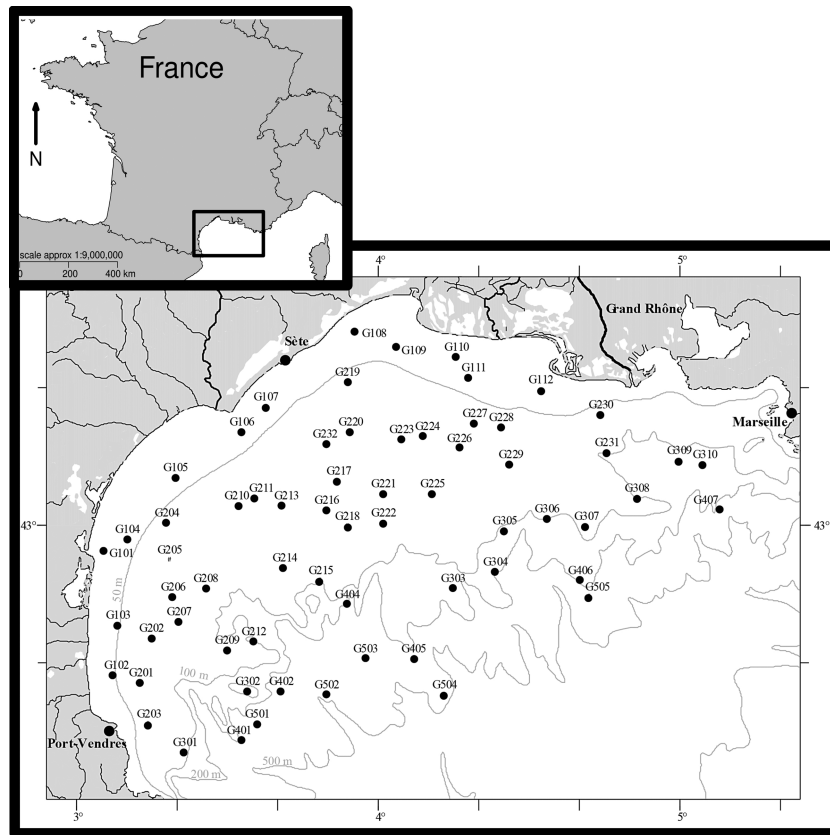 France
N
scale approx 1:9,000,000
0 200 400 km
4°
5°
Grand Rhône
G108
Sète
G109
G110
G111
G219
G112
G107
G230
Marseille
G106
G220
G227
G223
G224
G228
G232
G226
G231
G229
G309
G310
G105
G217
G211
G210
G213
G221
G225
G216
G308
G407
G204
G222
G306
G307
G305
43°
43°
G104
G101
G205
G214
G215
G304
G303
G406
G505
50 m
G208
G206
G404
G207
G103
G202
G212
G209
G503
G405
100 m
G102
G201
G302
G402
G502
G504
G203
G501
G401
Port-Vendres
G301
500 m
200 m
3°
4°
5°